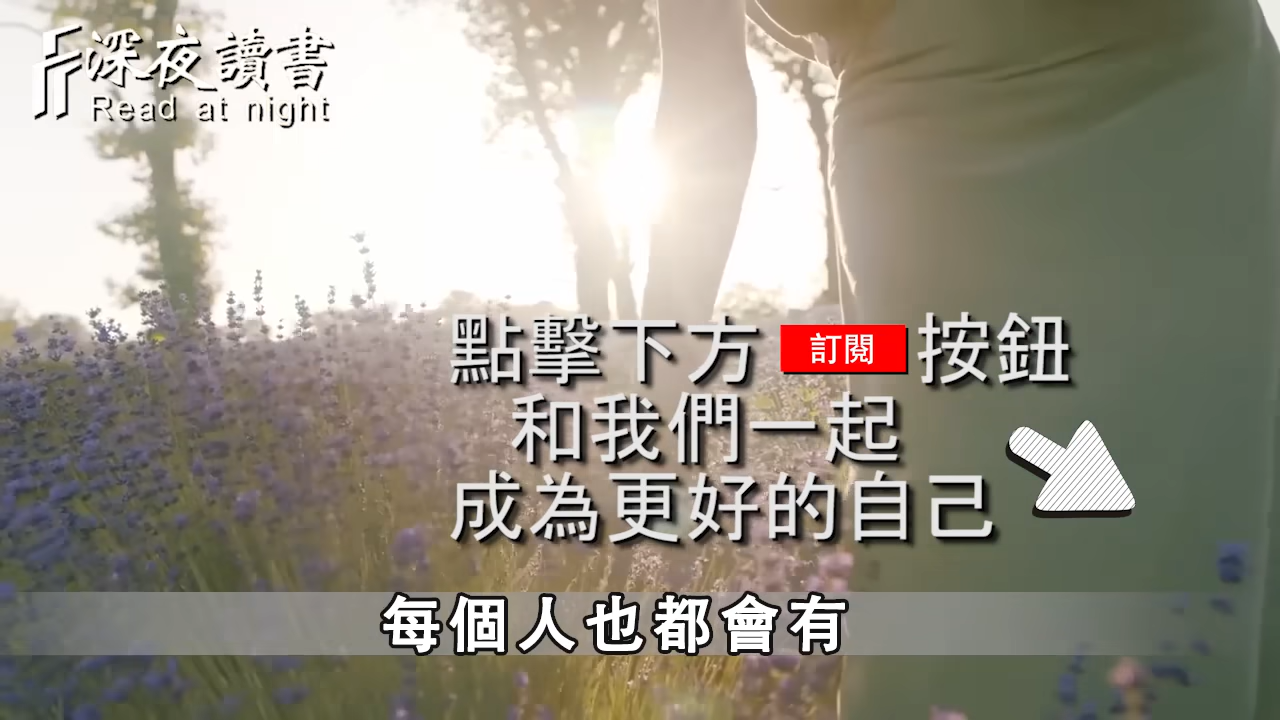 深夜讀書
Read at night
點擊下方 訂閱 按鈕
和我們一起
成為更好的自己
每個人也都會有